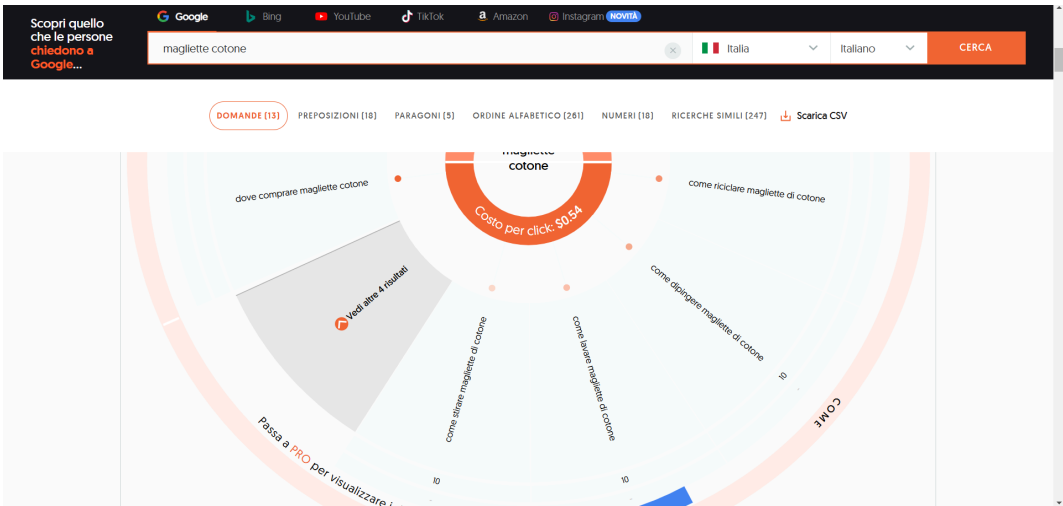 Scopri quello
che le persone
chiedono a
Google...
Google
Bing
YouTube
TikTok
Amazon
Instagram NOVITÀ
magliette cotone
Italia
Italiano
CERCA
DOMANDE (13)
PREPOSIZIONI (18)
PARAGONI (5)
ORDINE ALFABETICO (261)
NUMERI (18)
RICERCHE SIMILI (247)
Scarica CSV
magliette
cotone
Costo per click: $0.54
dove comprare magliette cotone
Vedi altre 4 risultati
come stirare magliette di cotone
10
come lavare magliette di cotone
10
come dipingere magliette di cotone
10
come riciclare magliette di cotone
COME
Passa a PRO per visualizzare i